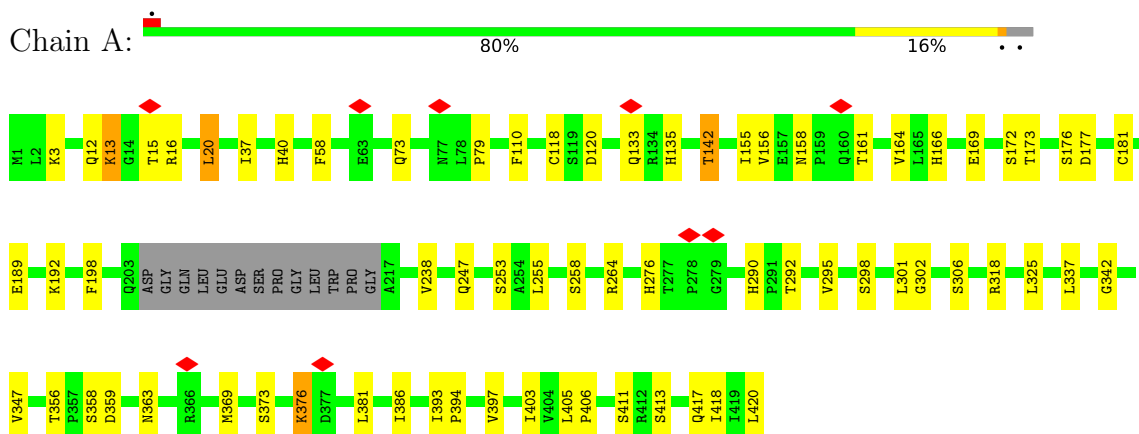 •
Chain A:
80% 16% • •
M1 L2 K3 Q12 K13 G14 T15 R16 L20 I37 H40 F58 E63 Q73 N77 L78 P79 F110 C118 S119 D120 Q133 R134 H135 T142 I155 V156 E157 N158 P159 Q160 T161 V164 L165 H166 E169 S172 T173 S176 D177 C181
E189 K192 F198 Q203 ASP GLY GLN LEU GLU ASP SER PRO GLY LEU TRP PRO GLY A217 V238 Q247 S253 A254 L255 S258 R264 H276 T277 P278 G279 H290 P291 T292 V295 S298 L301 G302 S306 R318 L325 L337 G342
V347 T356 P357 S358 D359 N363 R366 M369 S373 K376 D377 L381 I386 I393 P394 V397 I403 V404 L405 P406 S411 R412 S413 Q417 I418 I419 L420